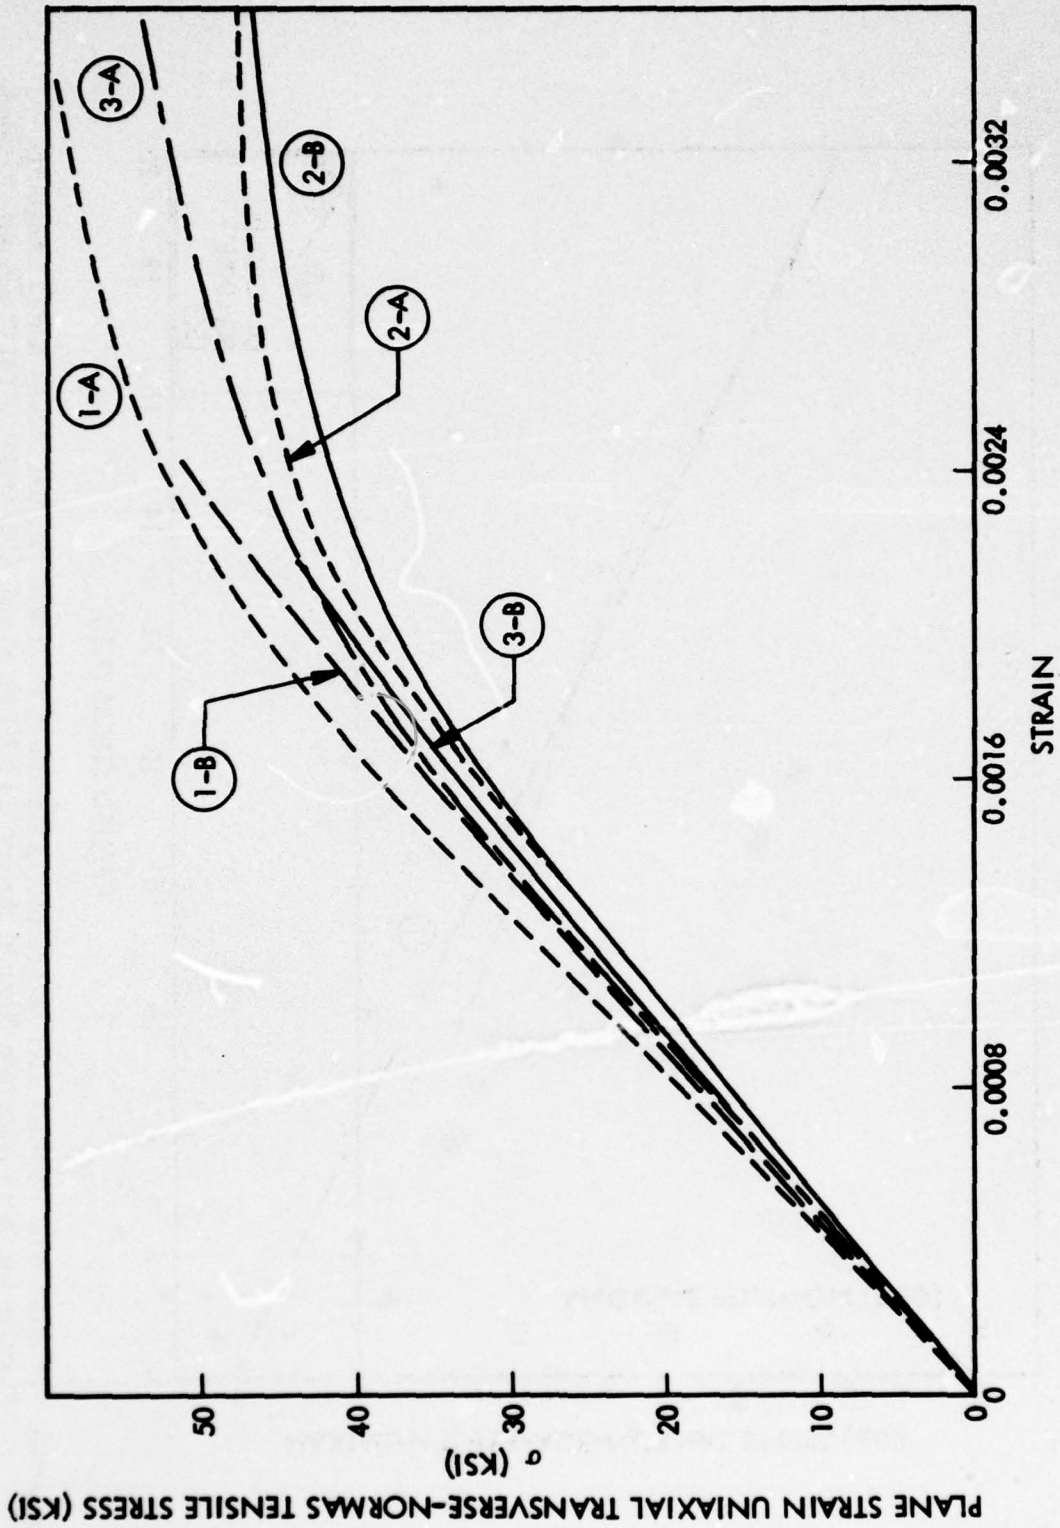 PLANE STRAIN UNIAXIAL TRANSVERSE-NORMAS TENSILE STRESS (KSI)
σ (KSI)
50
40
30
20
10
0
1-A
3-A
1-B
2-A
2-B
3-B
0
0.0008
0.0016
0.0024
0.0032
STRAIN